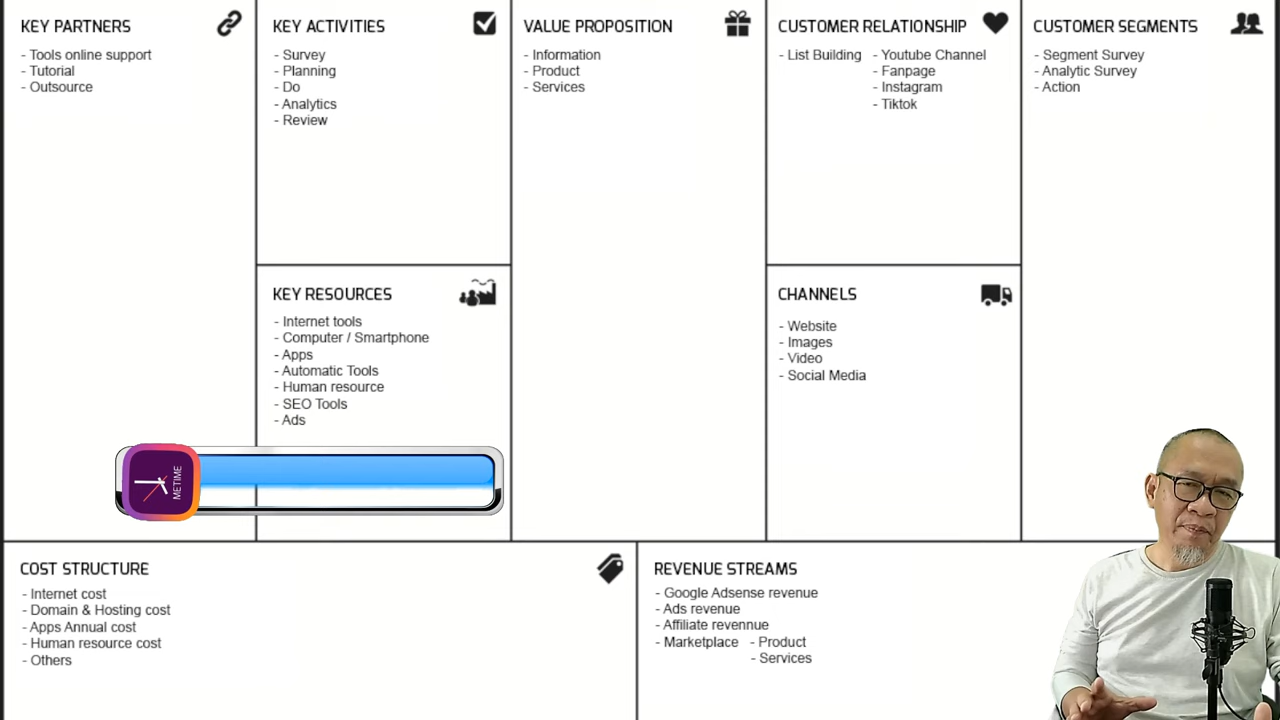 KEY PARTNERS
- Tools online support
- Tutorial
- Outsource
KEY ACTIVITIES
- Survey
- Planning
- Do
- Analytics
- Review
KEY RESOURCES
- Internet tools
- Computer / Smartphone
- Apps
- Automatic Tools
- Human resource
- SEO Tools
- Ads
VALUE PROPOSITION
- Information
- Product
- Services
CUSTOMER RELATIONSHIP
- List Building - Youtube Channel
- Fanpage
- Instagram
- Tiktok
CHANNELS
- Website
- Images
- Video
- Social Media
CUSTOMER SEGMENTS
- Segment Survey
- Analytic Survey
- Action
METIME
COST STRUCTURE
- Internet cost
- Domain & Hosting cost
- Apps Annual cost
- Human resource cost
- Others
REVENUE STREAMS
- Google Adsense revenue
- Ads revenue
- Affiliate revennue
- Marketplace - Product
- Services